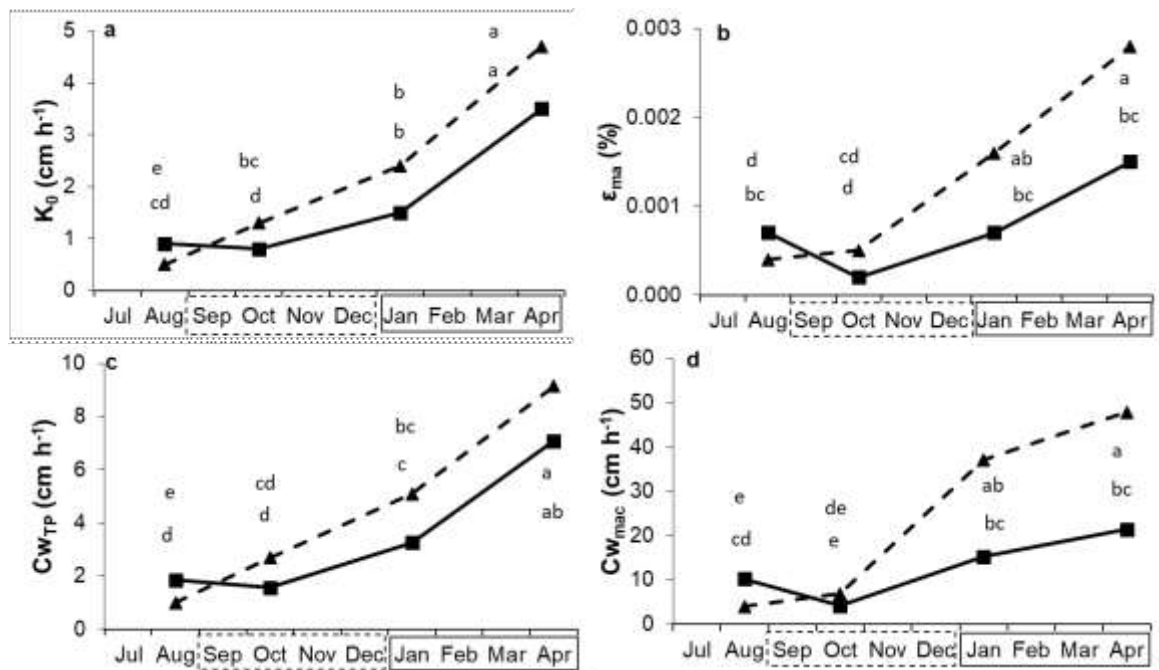 a
K₀ (cm h⁻¹)
5
4
3
2
1
0
a
a
b
b
bc
d
e
cd
Jul Aug Sep Oct Nov Dec Jan Feb Mar Apr
b
εma (%)
0.003
0.002
0.001
0.000
a
bc
d
bc
cd
d
ab
bc
Jul Aug Sep Oct Nov Dec Jan Feb Mar Apr
c
CwTP (cm h⁻¹)
10
8
6
4
2
0
bc
c
e
d
cd
d
a
ab
Jul Aug Sep Oct Nov Dec Jan Feb Mar Apr
d
Cwmac (cm h⁻¹)
60
50
40
30
20
10
0
a
bc
ab
bc
e
cd
de
e
Jul Aug Sep Oct Nov Dec Jan Feb Mar Apr